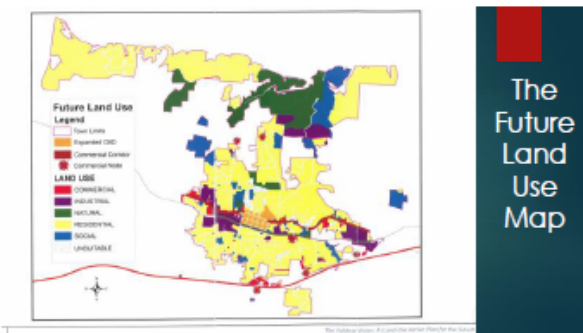 The
Future
Land
Use
Map
Future Land Use
Legend
Town Limits
Expanded CBD
Commercial Corridor
Commercial Node
LAND USE
COMMERCIAL
INDUSTRIAL
NATURAL
RESIDENTIAL
SOCIAL
UNSUITABLE